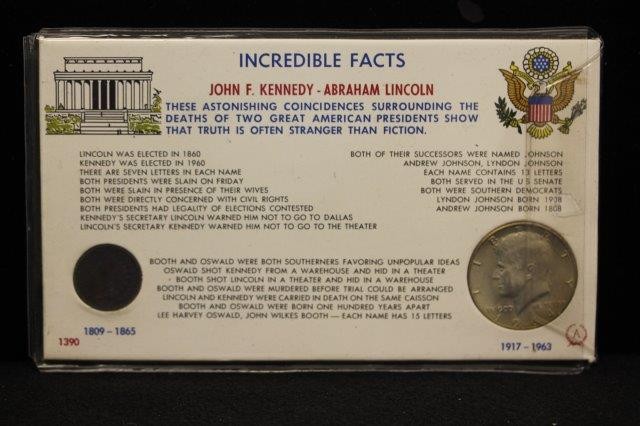 INCREDIBLE FACTS
JOHN F. KENNEDY - ABRAHAM LINCOLN
THESE ASTONISHING COINCIDENCES SURROUNDING THE
DEATHS OF TWO GREAT AMERICAN PRESIDENTS SHOW
THAT TRUTH IS OFTEN STRANGER THAN FICTION.
LINCOLN WAS ELECTED IN 1860
KENNEDY WAS ELECTED IN 1960
THERE ARE SEVEN LETTERS IN EACH NAME
BOTH PRESIDENTS WERE SLAIN ON FRIDAY
BOTH WERE SLAIN IN PRESENCE OF THEIR WIVES
BOTH WERE DIRECTLY CONCERNED WITH CIVIL RIGHTS
BOTH PRESIDENTS HAD LEGALITY OF ELECTIONS CONTESTED
KENNEDY'S SECRETARY LINCOLN WARNED HIM NOT TO GO TO DALLAS
LINCOLN'S SECRETARY KENNEDY WARNED HIM NOT TO GO TO THE THEATER
BOTH OF THEIR SUCCESSORS WERE NAMED JOHNSON
ANDREW JOHNSON, LYNDON JOHNSON
EACH NAME CONTAINS 13 LETTERS
BOTH SERVED IN THE US SENATE
BOTH WERE SOUTHERN DEMOCRATS
LYNDON JOHNSON BORN 1908
ANDREW JOHNSON BORN 1808
BOOTH AND OSWALD WERE BOTH SOUTHERNERS FAVORING UNPOPULAR IDEAS
OSWALD SHOT KENNEDY FROM A WAREHOUSE AND HID IN A THEATER
BOOTH SHOT LINCOLN IN A THEATER AND HID IN A WAREHOUSE
BOOTH AND OSWALD WERE MURDERED BEFORE TRIAL COULD BE ARRANGED
LINCOLN AND KENNEDY WERE CARRIED IN DEATH ON THE SAME CAISSON
BOOTH AND OSWALD WERE BORN ONE HUNDRED YEARS APART
LEE HARVEY OSWALD, JOHN WILKES BOOTH — EACH NAME HAS 15 LETTERS
1809 - 1865
1390
1917 - 1963
A